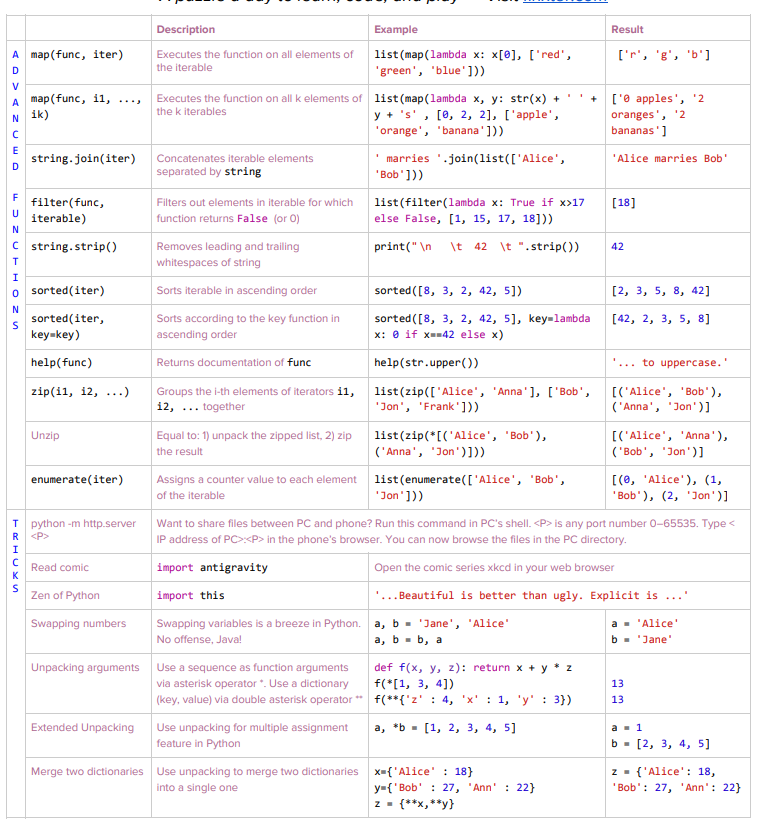 Description Example Result
ADVANCED FUNCTIONS
map(func, iter) Executes the function on all elements of the iterable list(map(lambda x: x[0], ['red', 'green', 'blue'])) ['r', 'g', 'b']
map(func, i1, ..., ik) Executes the function on all k elements of the k iterables list(map(lambda x, y: str(x) + ' ' + y + 's' , [0, 2, 2], ['apple', 'orange', 'banana'])) ['0 apples', '2 oranges', '2 bananas']
string.join(iter) Concatenates iterable elements separated by string ' marries '.join(list(['Alice', 'Bob'])) 'Alice marries Bob'
filter(func, iterable) Filters out elements in iterable for which function returns False (or 0) list(filter(lambda x: True if x>17 else False, [1, 15, 17, 18])) [18]
string.strip() Removes leading and trailing whitespaces of string print("\n \t 42 \t ".strip()) 42
sorted(iter) Sorts iterable in ascending order sorted([8, 3, 2, 42, 5]) [2, 3, 5, 8, 42]
sorted(iter, key=key) Sorts according to the key function in ascending order sorted([8, 3, 2, 42, 5], key=lambda x: 0 if x==42 else x) [42, 2, 3, 5, 8]
help(func) Returns documentation of func help(str.upper()) '... to uppercase.'
zip(i1, i2, ...) Groups the i-th elements of iterators i1, i2, ... together list(zip(['Alice', 'Anna'], ['Bob', 'Jon', 'Frank'])) [('Alice', 'Bob'), ('Anna', 'Jon')]
Unzip Equal to: 1) unpack the zipped list, 2) zip the result list(zip(*[('Alice', 'Bob'), ('Anna', 'Jon')])) [('Alice', 'Anna'), ('Bob', 'Jon')]
enumerate(iter) Assigns a counter value to each element of the iterable list(enumerate(['Alice', 'Bob', 'Jon'])) [(0, 'Alice'), (1, 'Bob'), (2, 'Jon')]
TRICKS
python -m http.server <P> Want to share files between PC and phone? Run this command in PC's shell. <P> is any port number 0–65535. Type < IP address of PC>:<P> in the phone's browser. You can now browse the files in the PC directory.
Read comic import antigravity Open the comic series xkcd in your web browser
Zen of Python import this '...Beautiful is better than ugly. Explicit is ...'
Swapping numbers Swapping variables is a breeze in Python. No offense, Java! a, b = 'Jane', 'Alice' a, b = b, a a = 'Alice' b = 'Jane'
Unpacking arguments Use a sequence as function arguments via asterisk operator *. Use a dictionary (key, value) via double asterisk operator ** def f(x, y, z): return x + y * z f(*[1, 3, 4]) f(**{'z' : 4, 'x' : 1, 'y' : 3}) 13 13
Extended Unpacking Use unpacking for multiple assignment feature in Python a, *b = [1, 2, 3, 4, 5] a = 1 b = [2, 3, 4, 5]
Merge two dictionaries Use unpacking to merge two dictionaries into a single one x={'Alice' : 18} y={'Bob' : 27, 'Ann' : 22} z = {**x,**y} z = {'Alice': 18, 'Bob': 27, 'Ann': 22}